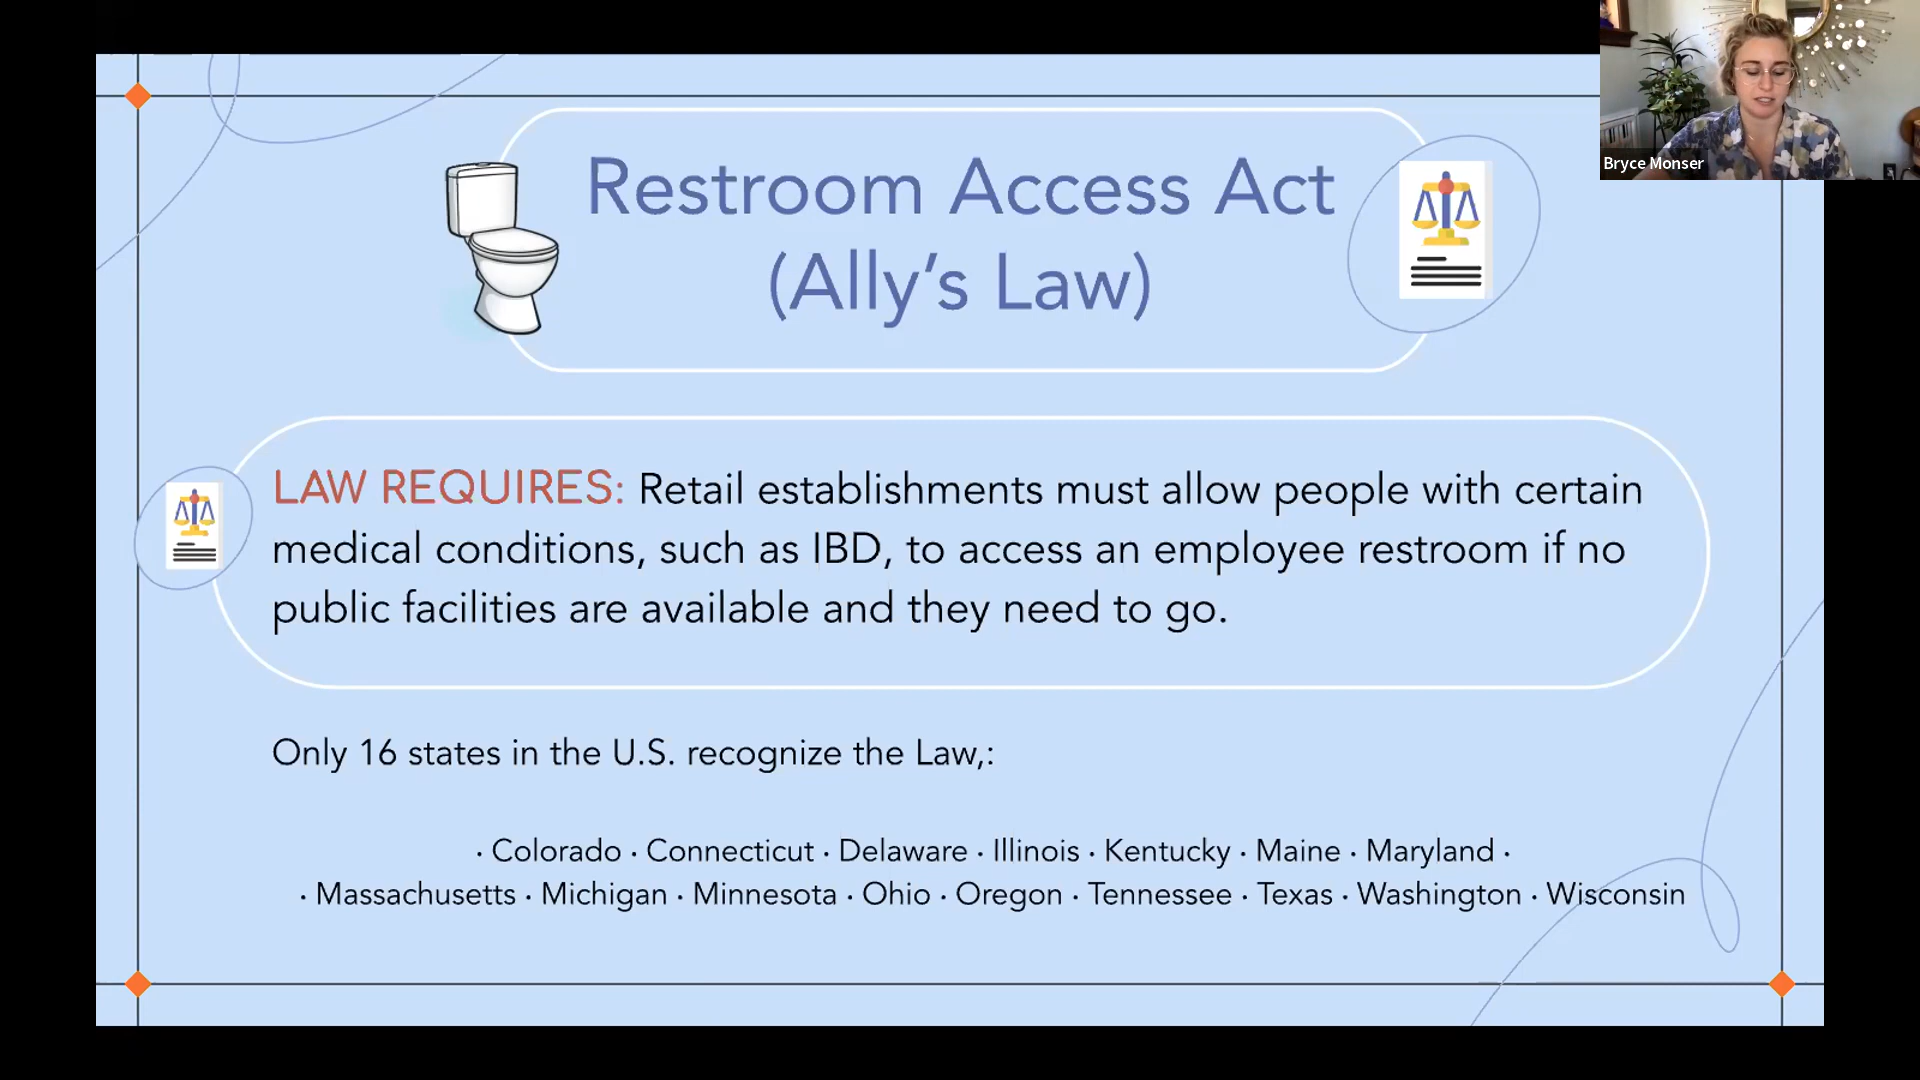 Restroom Access Act
(Ally’s Law)
Bryce Monser
LAW REQUIRES: Retail establishments must allow people with certain
medical conditions, such as IBD, to access an employee restroom if no
public facilities are available and they need to go.
Only 16 states in the U.S. recognize the Law,:
· Colorado · Connecticut · Delaware · Illinois · Kentucky · Maine · Maryland ·
· Massachusetts · Michigan · Minnesota · Ohio · Oregon · Tennessee · Texas · Washington · Wisconsin